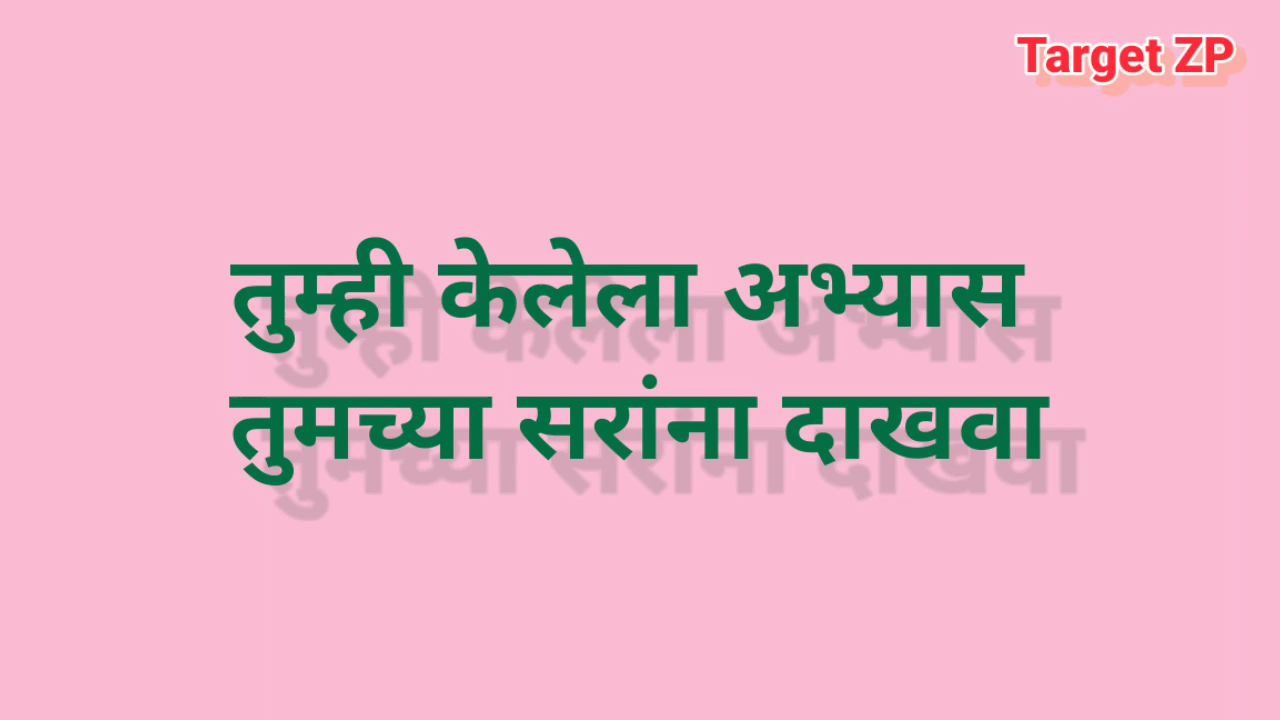 Target ZP
तुम्ही केलेला अभ्यास
तुमच्या सरांना दाखवा